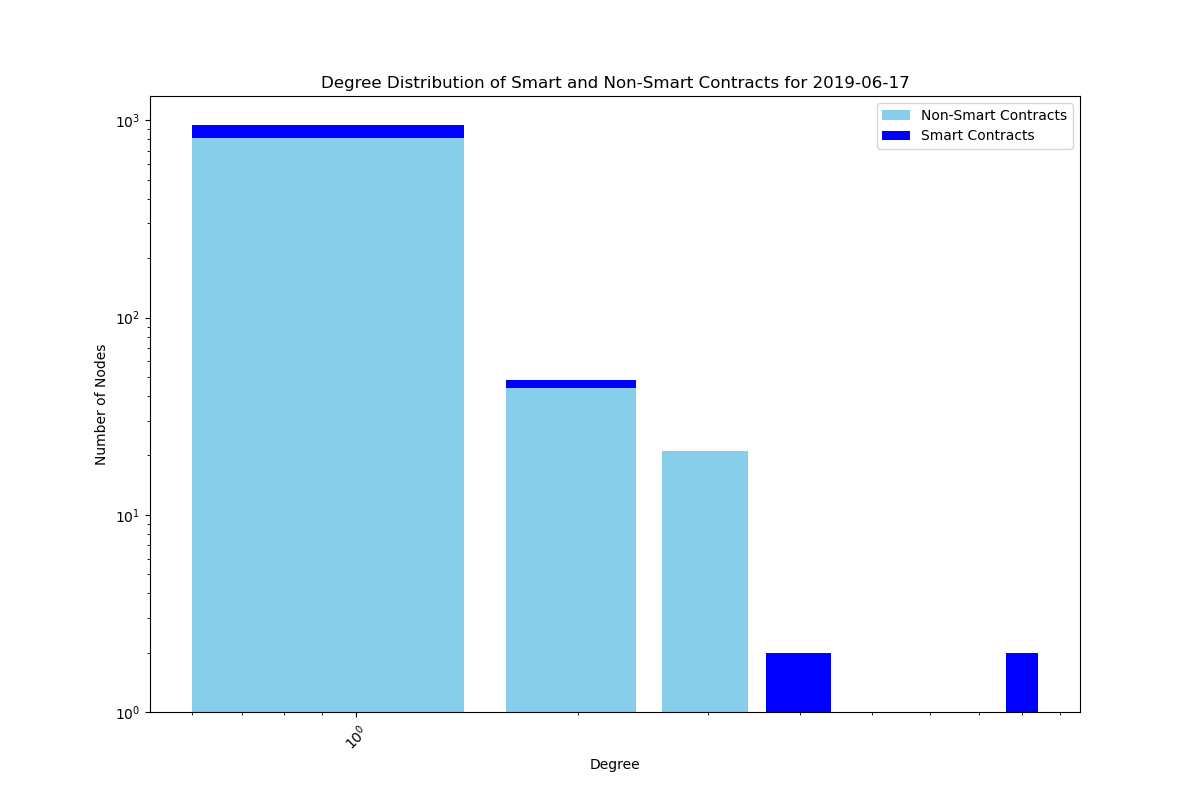 Degree Distribution of Smart and Non-Smart Contracts for 2019-06-17
Non-Smart Contracts
Smart Contracts
Number of Nodes
10³
10²
10¹
10⁰
10⁰
Degree